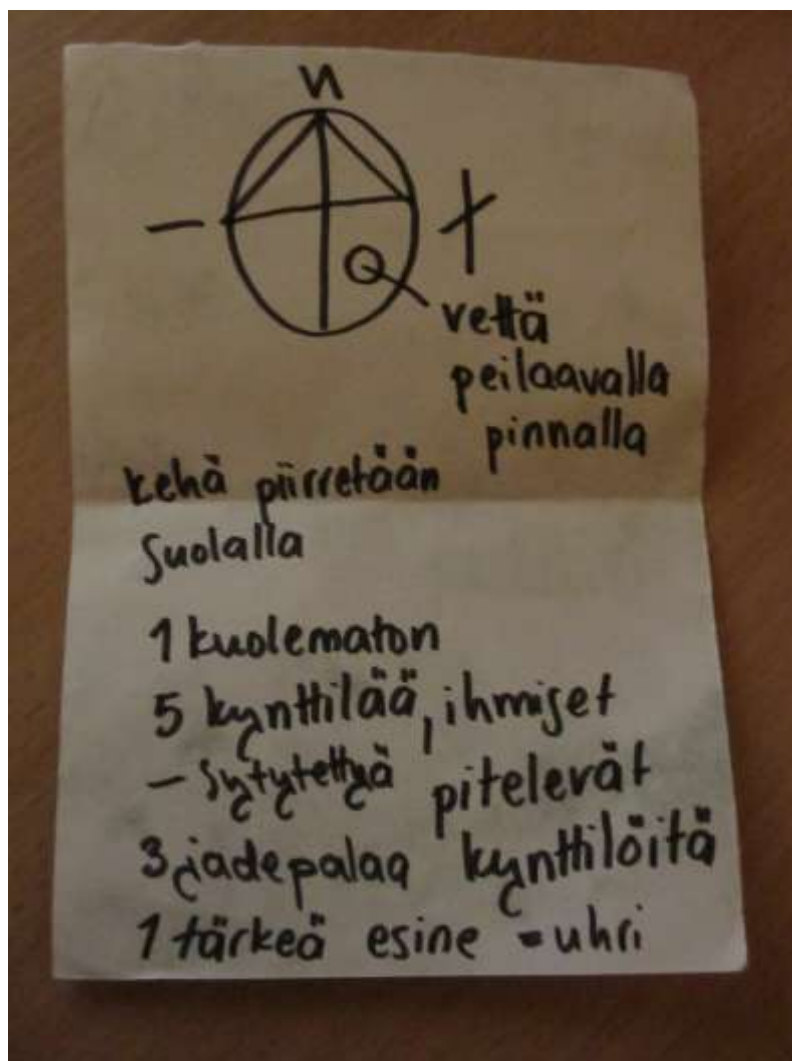 N
- +
vettä
peilaavalla
pinnalla
kehä piirretään
suolalla
1 kuolematon
5 kynttilää, ihmiset
- sytytettyä pitelevät
3 jadepalaa kynttilöitä
1 tärkeä esine = uhri